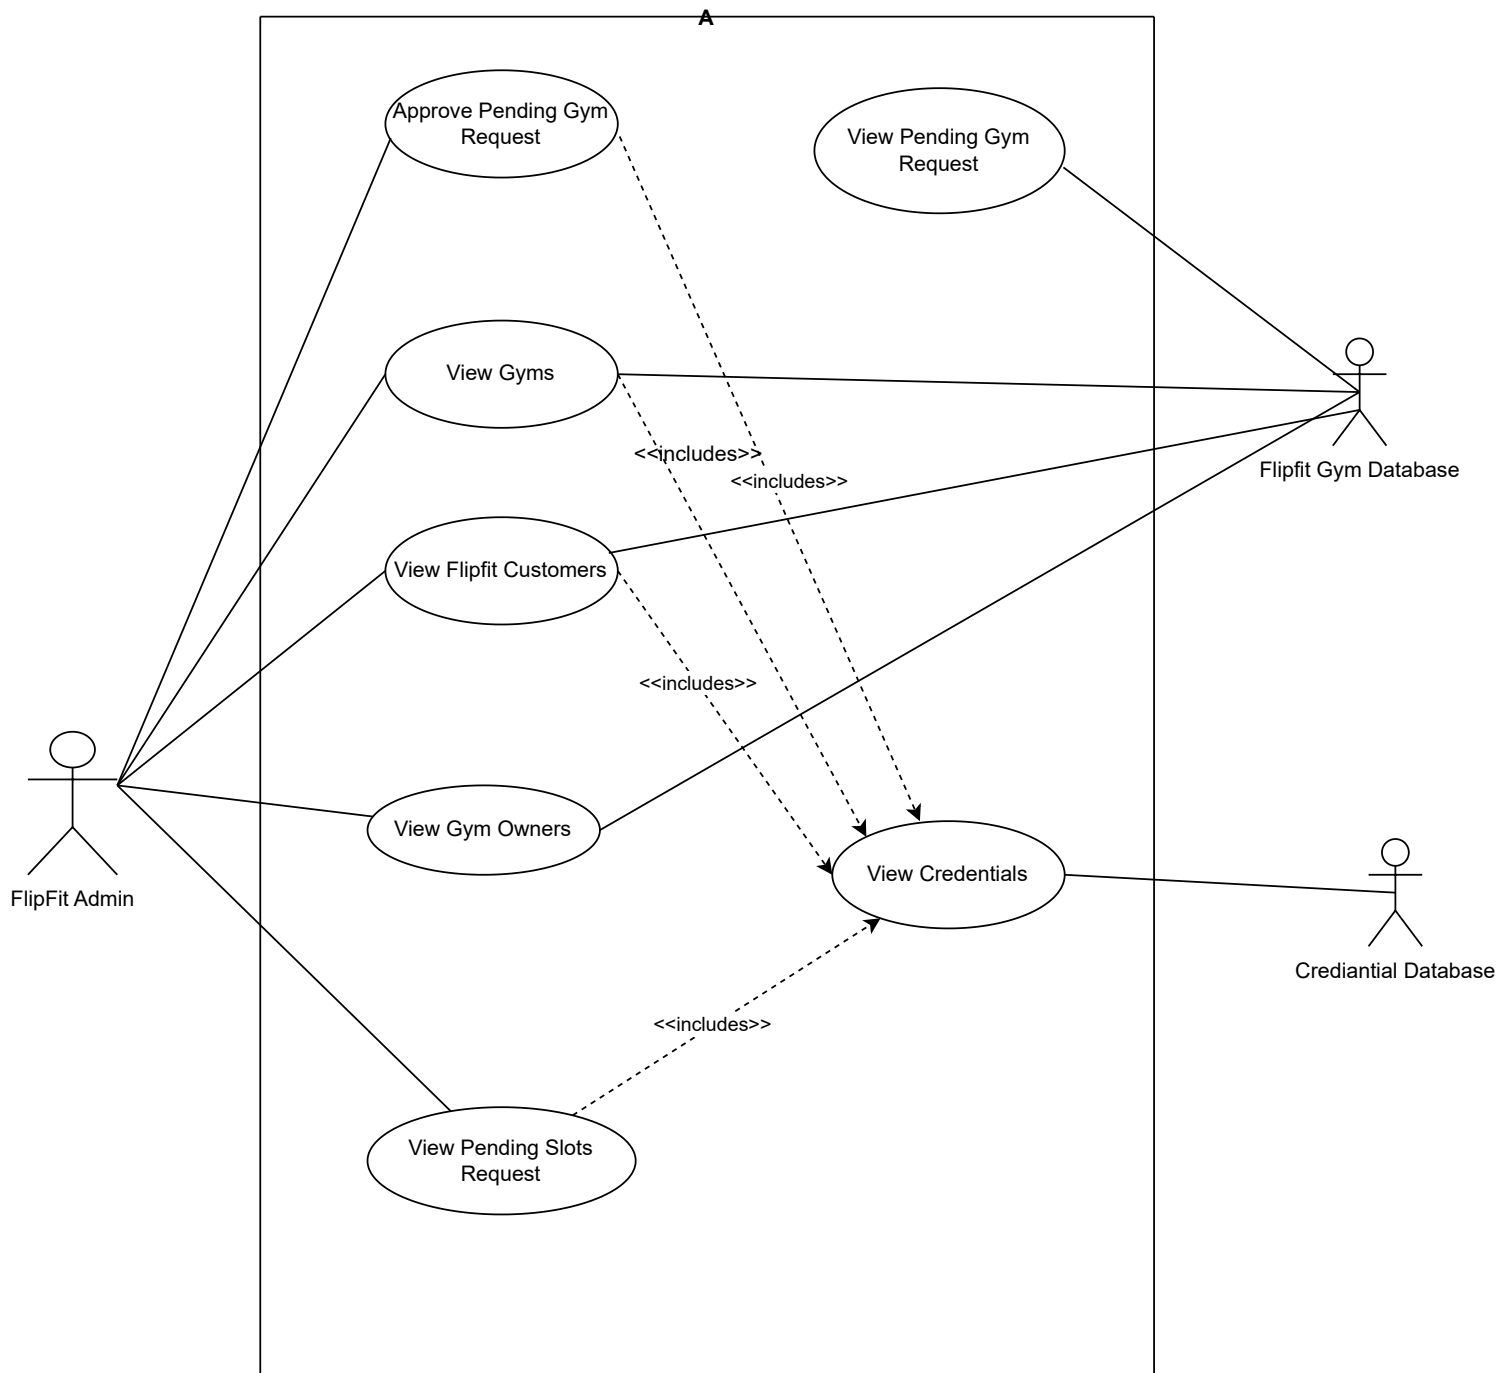 A
Approve Pending Gym
Request
View Pending Gym
Request
View Gyms
<<includes>>
<<includes>>
Flipfit Gym Database
View Flipfit Customers
<<includes>>
View Gym Owners
FlipFit Admin
View Credentials
Crediantial Database
<<includes>>
View Pending Slots
Request